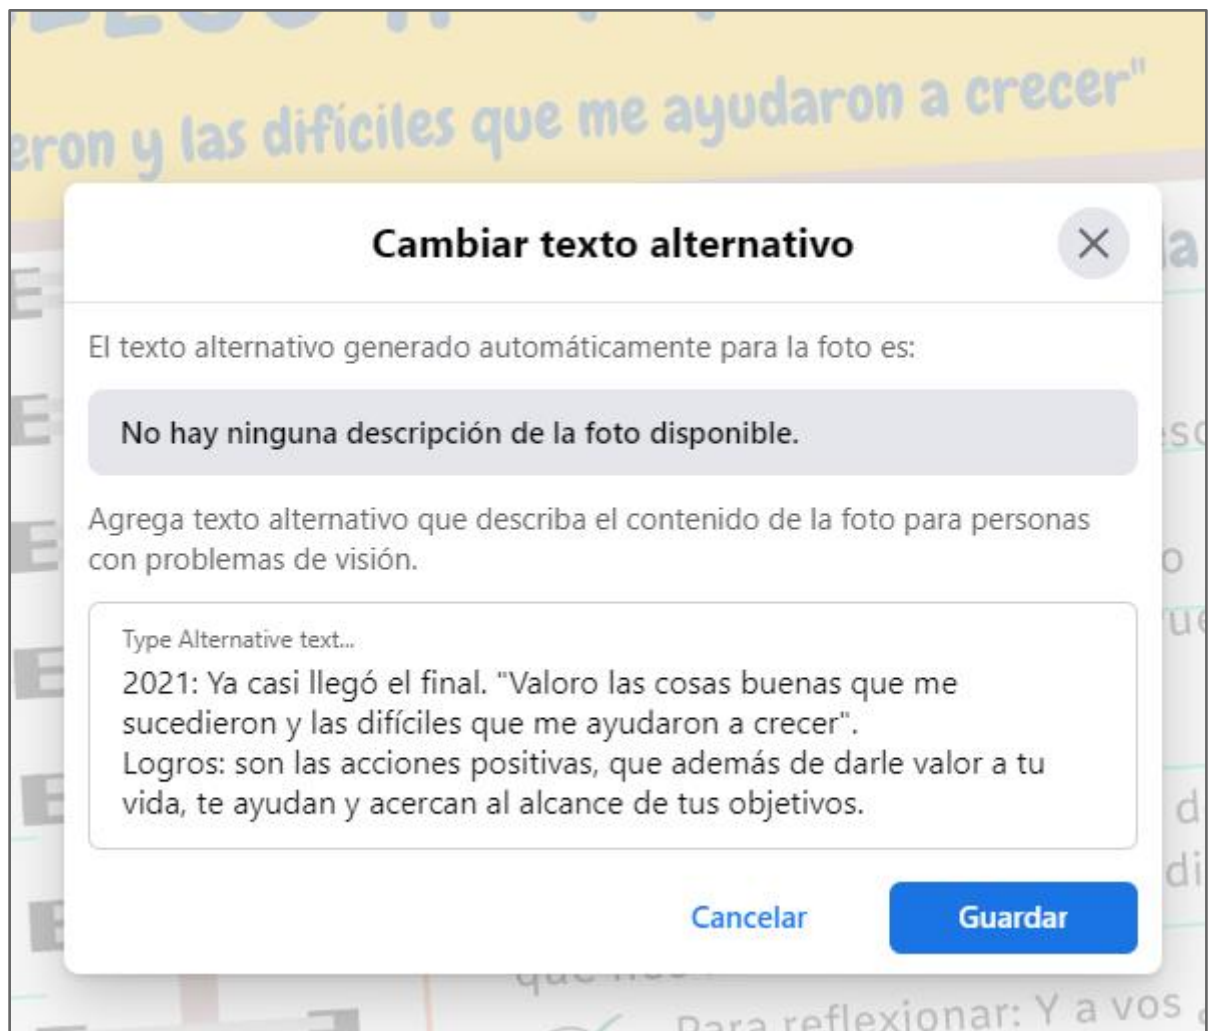 y las difíciles que me ayudaron a crecer"
Cambiar texto alternativo
El texto alternativo generado automáticamente para la foto es:
No hay ninguna descripción de la foto disponible.
Agrega texto alternativo que describa el contenido de la foto para personas
con problemas de visión.
Type Alternative text...
2021: Ya casi llegó el final. "Valoro las cosas buenas que me
sucedieron y las difíciles que me ayudaron a crecer".
Logros: son las acciones positivas, que además de darle valor a tu
vida, te ayudan y acercan al alcance de tus objetivos.
Cancelar
Guardar
Para reflexionar: Y a vos